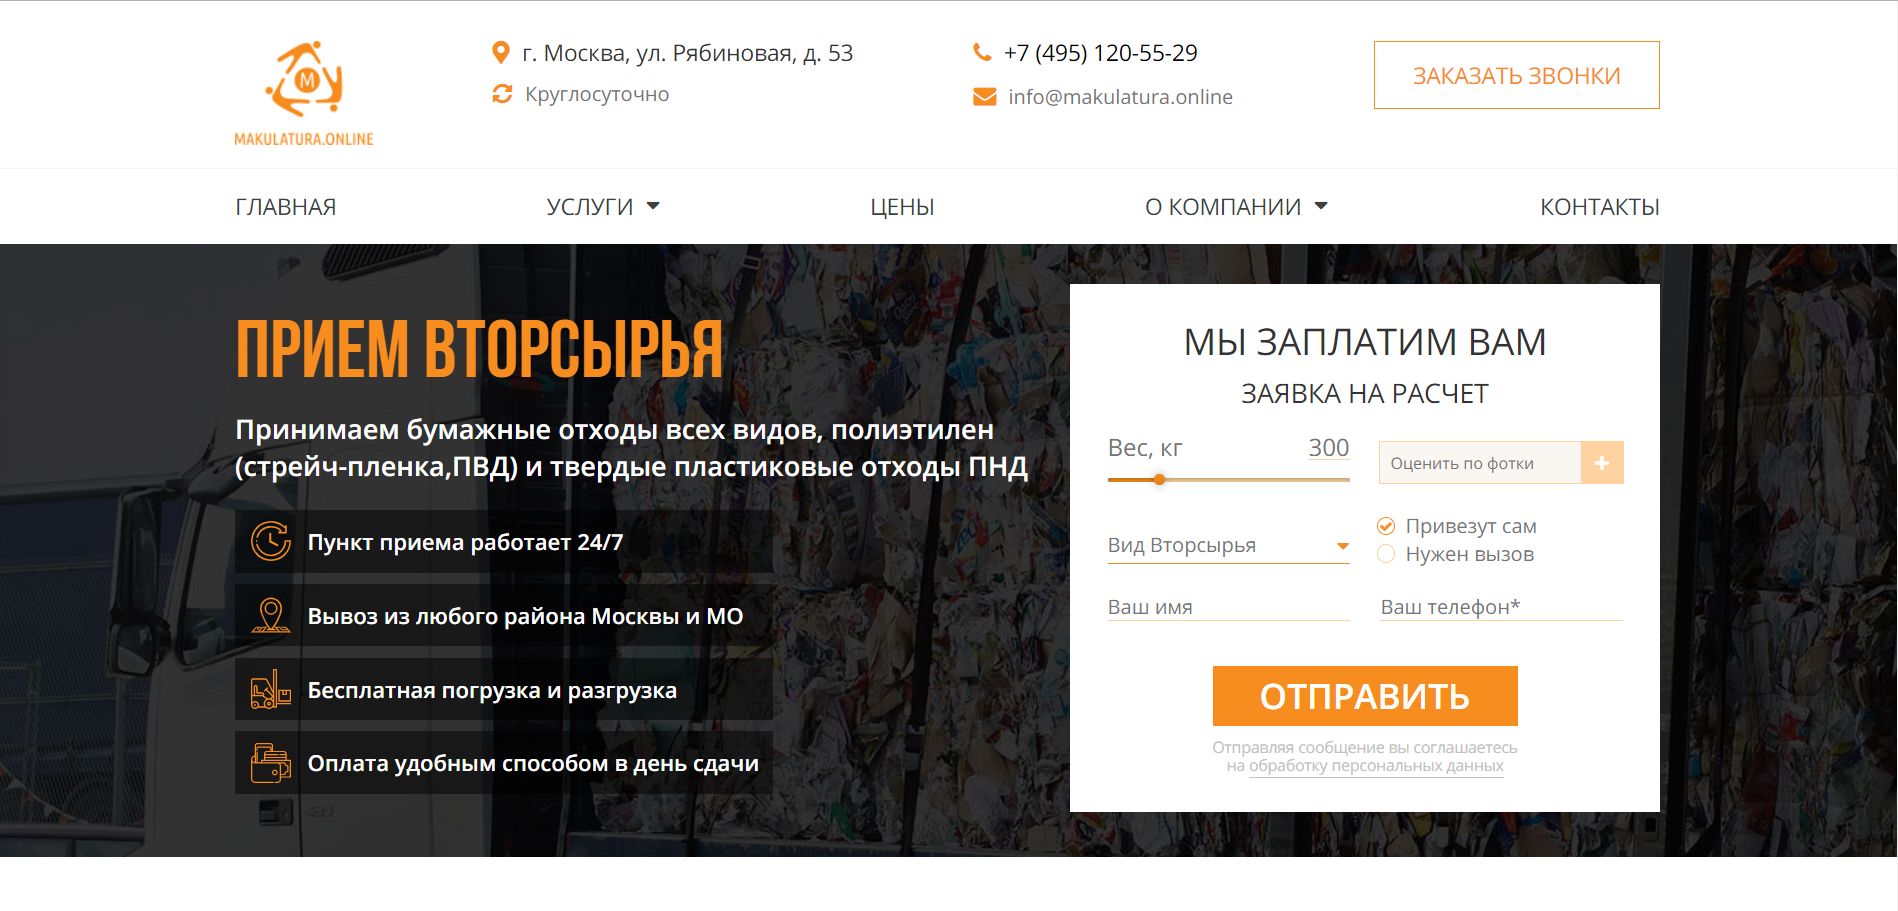 М
MAKULATURA.ONLINE
г. Москва, ул. Рябиновая, д. 53
Круглосуточно
+7 (495) 120-55-29
info@makulatura.online
ЗАКАЗАТЬ ЗВОНКИ
ГЛАВНАЯ
УСЛУГИ
ЦЕНЫ
О КОМПАНИИ
КОНТАКТЫ
ПРИЕМ ВТОРСЫРЬЯ
Принимаем бумажные отходы всех видов, полиэтилен
(стрейч-пленка,ПВД) и твердые пластиковые отходы ПНД
Пункт приема работает 24/7
Вывоз из любого района Москвы и МО
Бесплатная погрузка и разгрузка
Оплата удобным способом в день сдачи
МЫ ЗАПЛАТИМ ВАМ
ЗАЯВКА НА РАСЧЕТ
Вес, кг
300
Оценить по фотки
+
Вид Вторсырья
Привезут сам
Нужен вызов
Ваш имя
Ваш телефон*
ОТПРАВИТЬ
Отправляя сообщение вы соглашаетесь
на обработку персональных данных